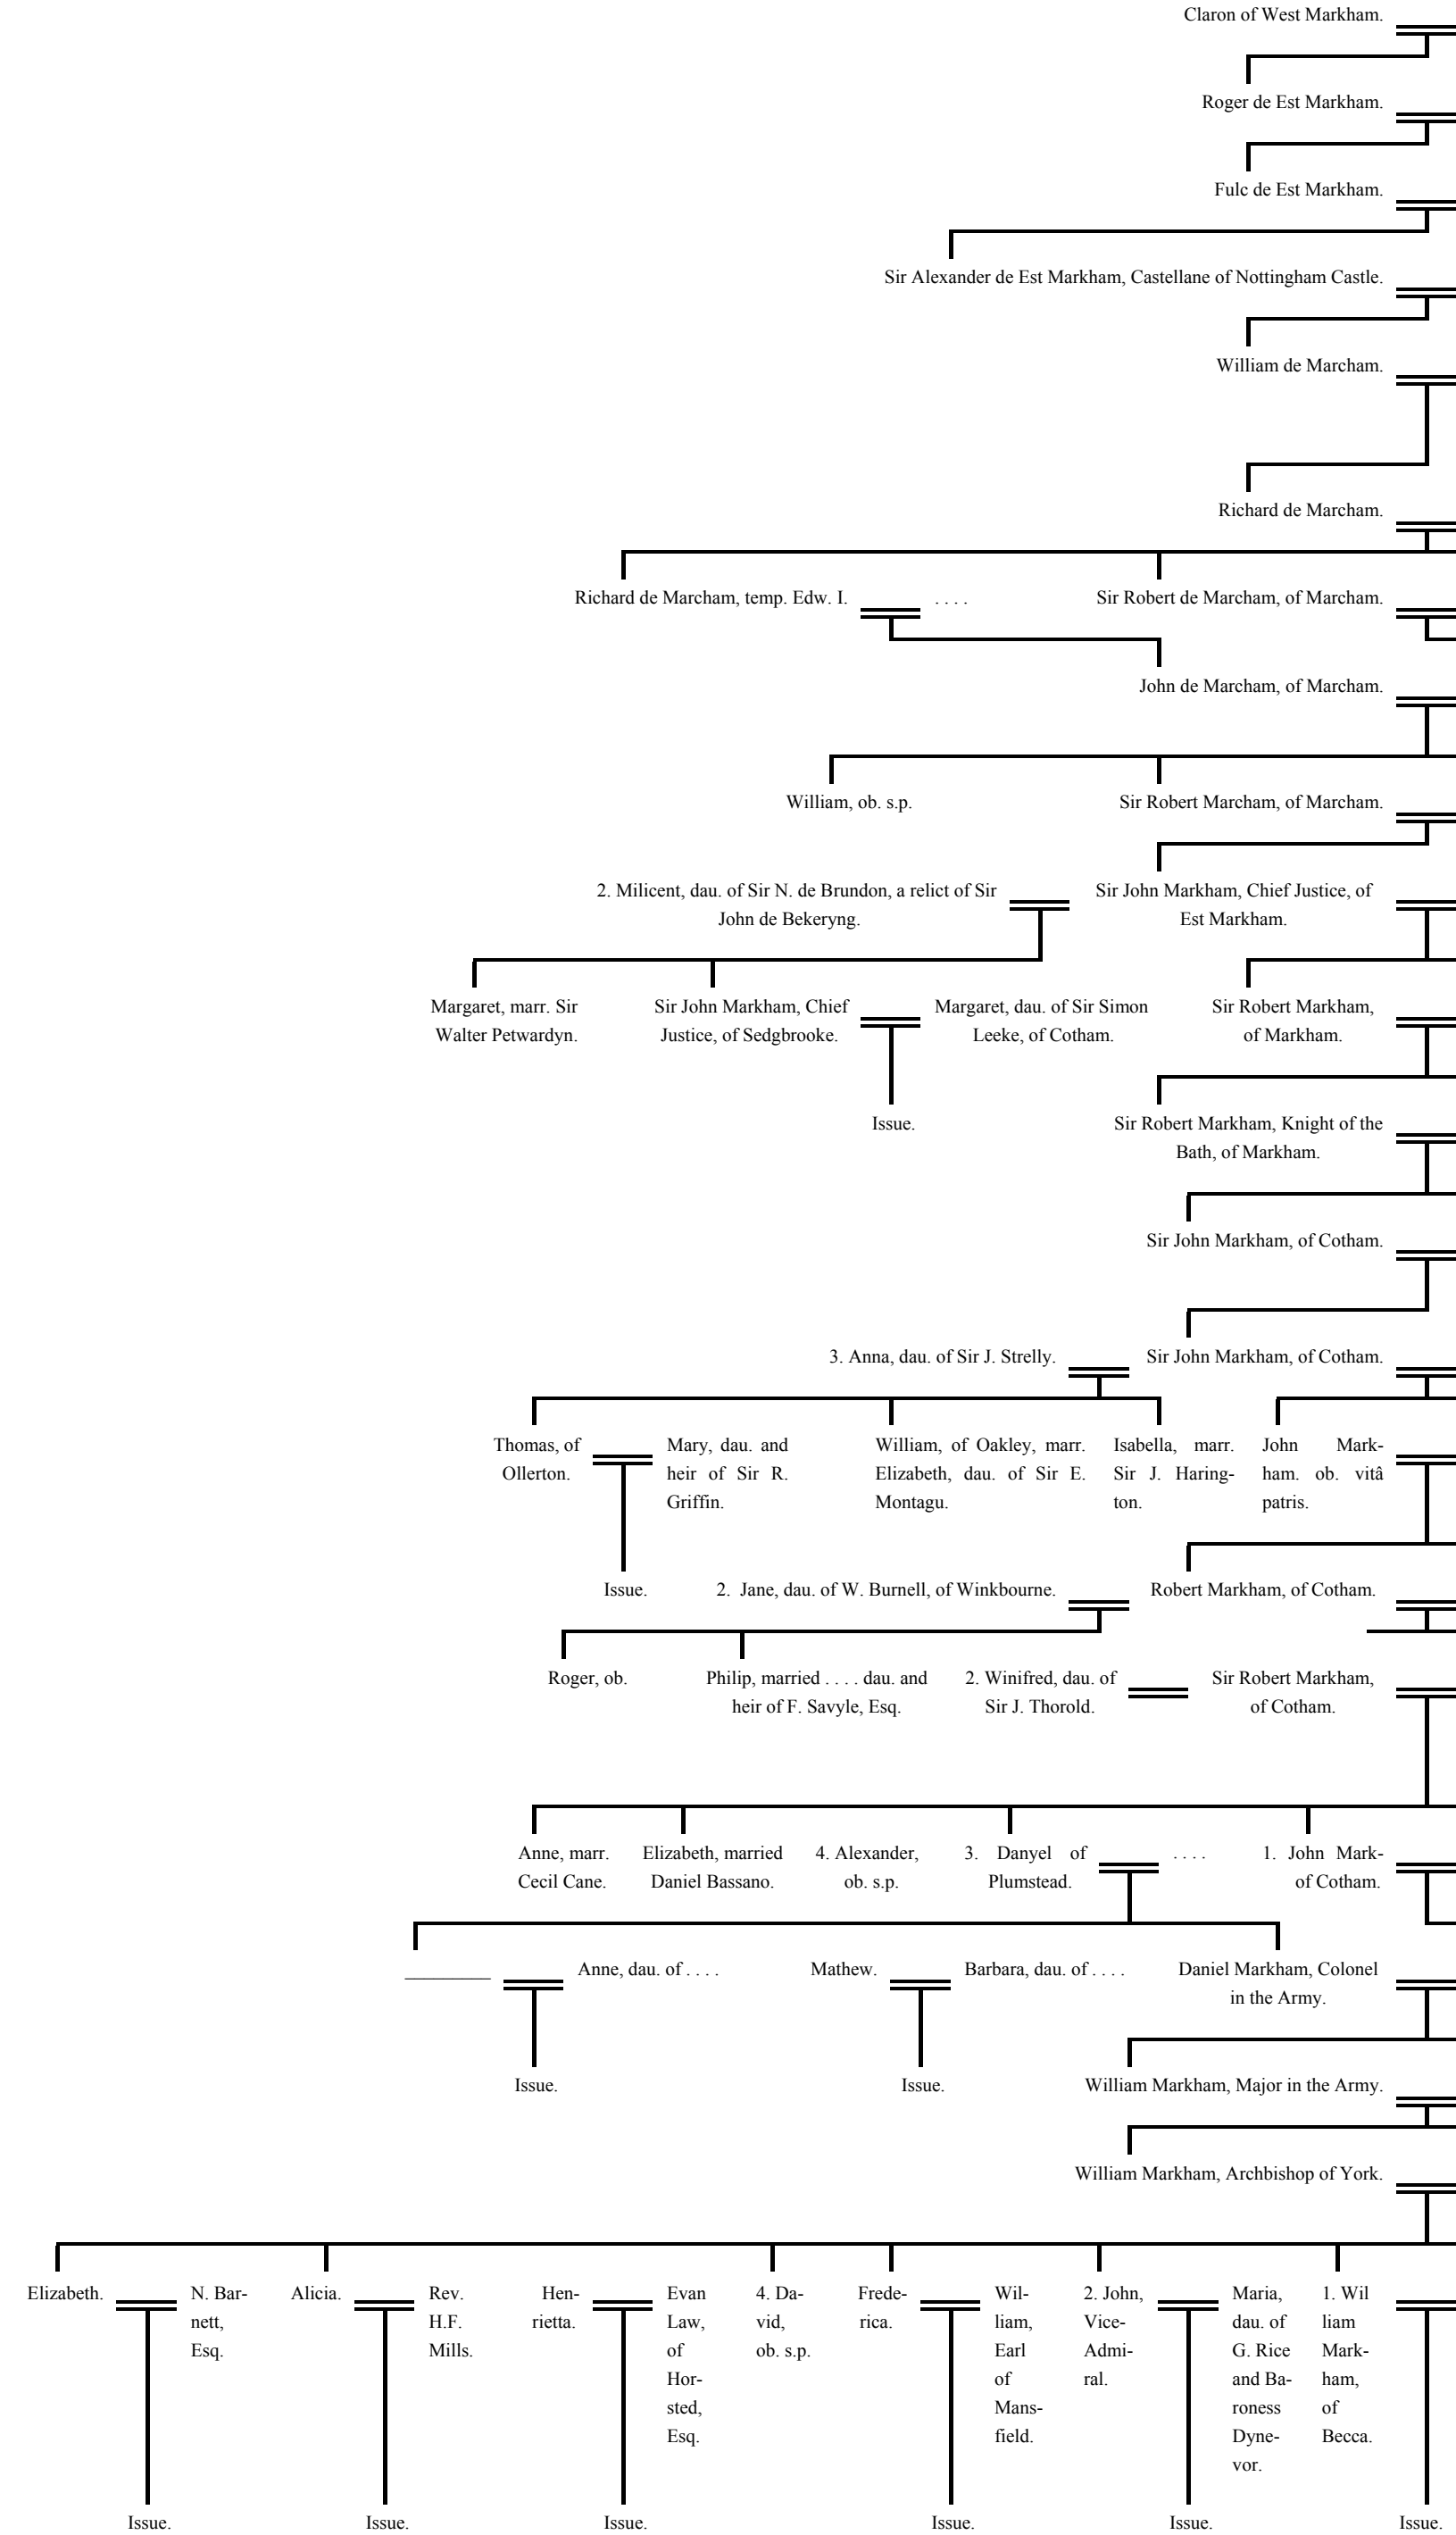 Claron of West Markham.
Roger de Est Markham.
Fulc de Est Markham.
Sir Alexander de Est Markham, Castellane of Nottingham Castle.
William de Marcham.
Richard de Marcham.
Richard de Marcham, temp. Edw. I.
. . . .
Sir Robert de Marcham, of Marcham.
John de Marcham, of Marcham.
William, ob. s.p.
Sir Robert Marcham, of Marcham.
2. Milicent, dau. of Sir N. de Brundon, a relict of Sir
John de Bekeryng.
Sir John Markham, Chief Justice, of
Est Markham.
Margaret, marr. Sir
Walter Petwardyn.
Sir John Markham, Chief
Justice, of Sedgbrooke.
Margaret, dau. of Sir Simon
Leeke, of Cotham.
Sir Robert Markham,
of Markham.
Issue.
Sir Robert Markham, Knight of the
Bath, of Markham.
Sir John Markham, of Cotham.
3. Anna, dau. of Sir J. Strelly.
Sir John Markham, of Cotham.
Thomas, of
Ollerton.
Mary, dau. and
heir of Sir R.
Griffin.
William, of Oakley, marr.
Elizabeth, dau. of Sir E.
Montagu.
Isabella, marr.
Sir J. Haring-
ton.
John Mark-
ham. ob. vitâ
patris.
Issue.
2. Jane, dau. of W. Burnell, of Winkbourne.
Robert Markham, of Cotham.
Roger, ob.
Philip, married . . . . dau. and
heir of F. Savyle, Esq.
2. Winifred, dau. of
Sir J. Thorold.
Sir Robert Markham,
of Cotham.
Anne, marr.
Cecil Cane.
Elizabeth, married
Daniel Bassano.
4. Alexander,
ob. s.p.
3. Danyel of
Plumstead.
. . . .
1. John Mark-
of Cotham.
Anne, dau. of . . . .
Mathew.
Barbara, dau. of . . . .
Daniel Markham, Colonel
in the Army.
Issue.
Issue.
William Markham, Major in the Army.
William Markham, Archbishop of York.
Elizabeth.
N. Bar-
nett,
Esq.
Alicia.
Rev.
H.F.
Mills.
Hen-
rietta.
Evan
Law,
of
Hor-
sted,
Esq.
4. Da-
vid,
ob. s.p.
Frede-
rica.
Wil-
liam,
Earl
of
Mans-
field.
2. John,
Vice-
Admi-
ral.
Maria,
dau. of
G. Rice
and Ba-
roness
Dyne-
vor.
1. Wil
liam
Mark-
ham,
of
Becca.
Issue.
Issue.
Issue.
Issue.
Issue.
Issue.